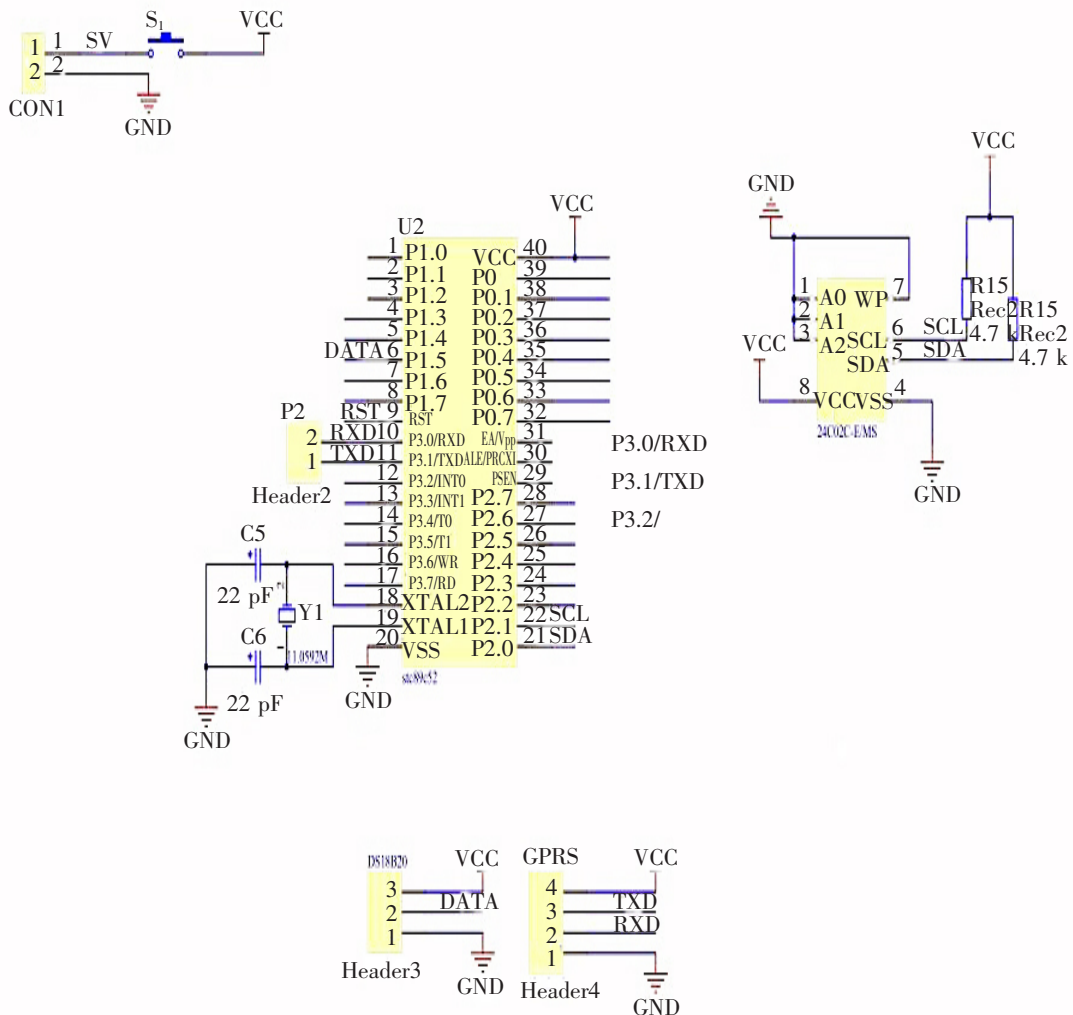 S1
VCC
1 1 SV
2 2
CON1
GND
VCC
GND
VCC
U2
1 P1.0 VCC 40
2 P1.1 P0 39
3 P1.2 P0.1 38
4 P1.3 P0.2 37
5 P1.4 P0.3 36
DATA 6 P1.5 P0.4 35
7 P1.6 P0.5 34
8 P1.7 P0.6 33
RST 9 RST P0.7 32
P2
2 RXD 10 P3.0/RXD EA/VPP 31
1 TXD 11 P3.1/TXD ALE/PRCXI 30
12 P3.2/INT0 PSEN 29
Header2
13 P3.3/INT1 P2.7 28
14 P3.4/T0 P2.6 27
15 P3.5/T1 P2.5 26
16 P3.6/WR P2.4 25
17 P3.7/RD P2.3 24
18 XTAL2 P2.2 23
19 XTAL1 P2.1 22 SCL
20 VSS P2.0 21 SDA
stc89c52
GND
P3.0/RXD
P3.1/TXD
P3.2/
C5
22 pF
2
Y1
1
11.0592M
C6
22 pF
GND
1 A0 WP 7
2 A1
3 A2 SCL 6 SCL
SDA 5 SDA
VCC
8 VCC VSS 4
24C02C-E/MS
GND
R15
Rec2
4.7 k
R15
Rec2
4.7 k
DS18B20
VCC
3
2 DATA
1
Header3
GND
GPRS
VCC
4
3 TXD
2 RXD
1
Header4
GND